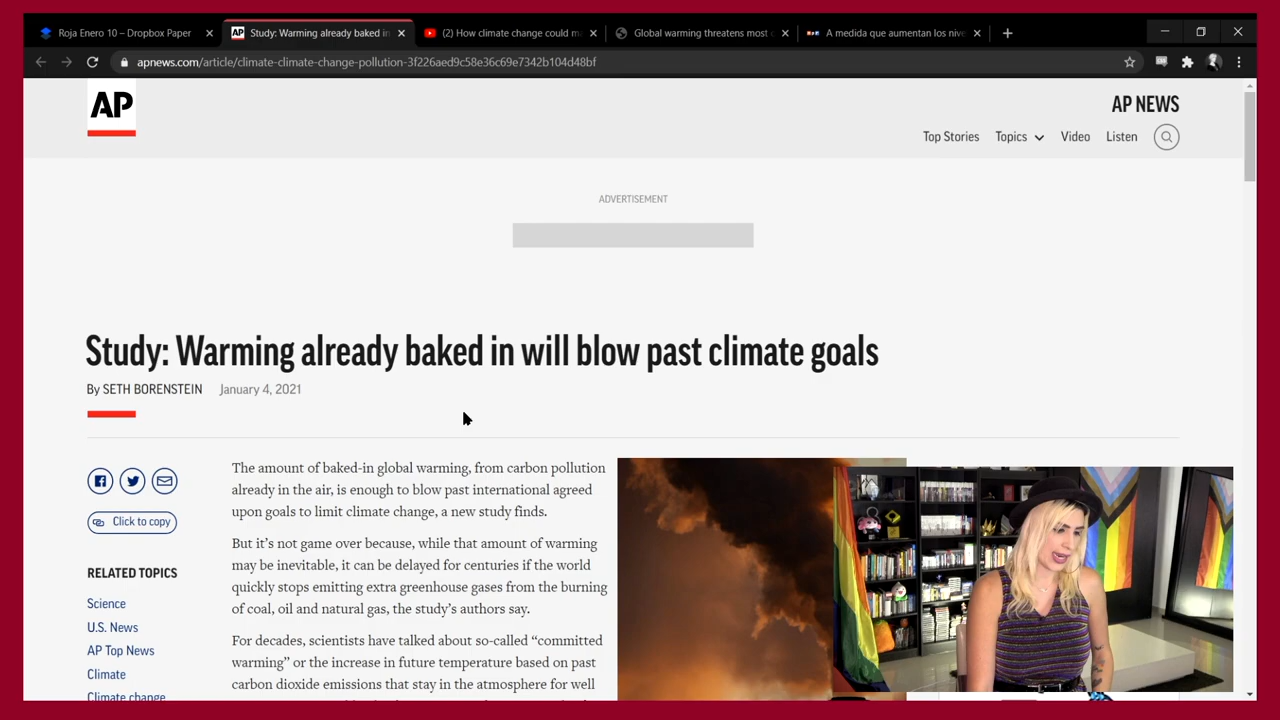 Roja Enero 10 – Dropbox Paper
Study: Warming already baked in
(2) How climate change could m
Global warming threatens most c
A medida que aumentan los nive
apnews.com/article/climate-climate-change-pollution-3f226aed9c58e36c69e7342b104d48bf
AP
AP NEWS
Top Stories Topics Video Listen
ADVERTISEMENT
Study: Warming already baked in will blow past climate goals
By SETH BORENSTEIN January 4, 2021
Click to copy
RELATED TOPICS
Science
U.S. News
AP Top News
Climate
Climate change
The amount of baked-in global warming, from carbon pollution
already in the air, is enough to blow past international agreed
upon goals to limit climate change, a new study finds.
But it’s not game over because, while that amount of warming
may be inevitable, it can be delayed for centuries if the world
quickly stops emitting extra greenhouse gases from the burning
of coal, oil and natural gas, the study’s authors say.
For decades, scientists have talked about so-called “committed
warming” or the increase in future temperature based on past
carbon dioxide emissions that stay in the atmosphere for well